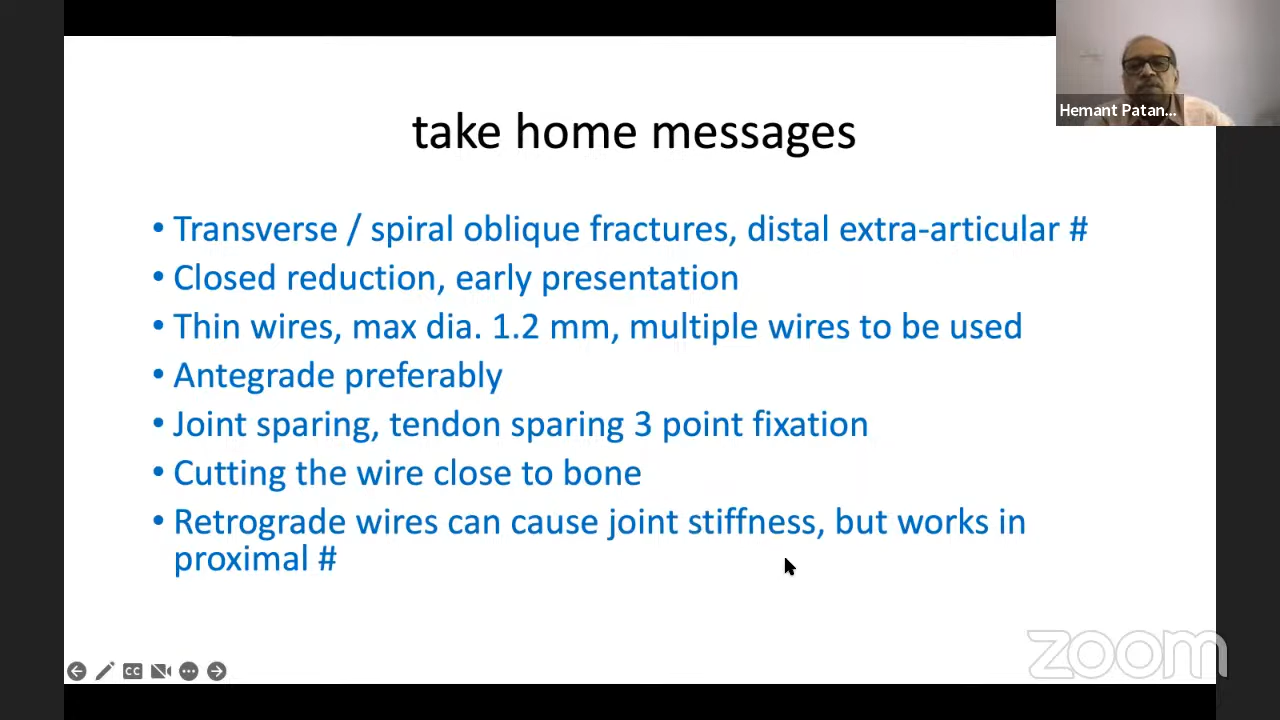 Hemant Patan...
take home messages
• Transverse / spiral oblique fractures, distal extra-articular #
• Closed reduction, early presentation
• Thin wires, max dia. 1.2 mm, multiple wires to be used
• Antegrade preferably
• Joint sparing, tendon sparing 3 point fixation
• Cutting the wire close to bone
• Retrograde wires can cause joint stiffness, but works in
proximal #
CC
zoom